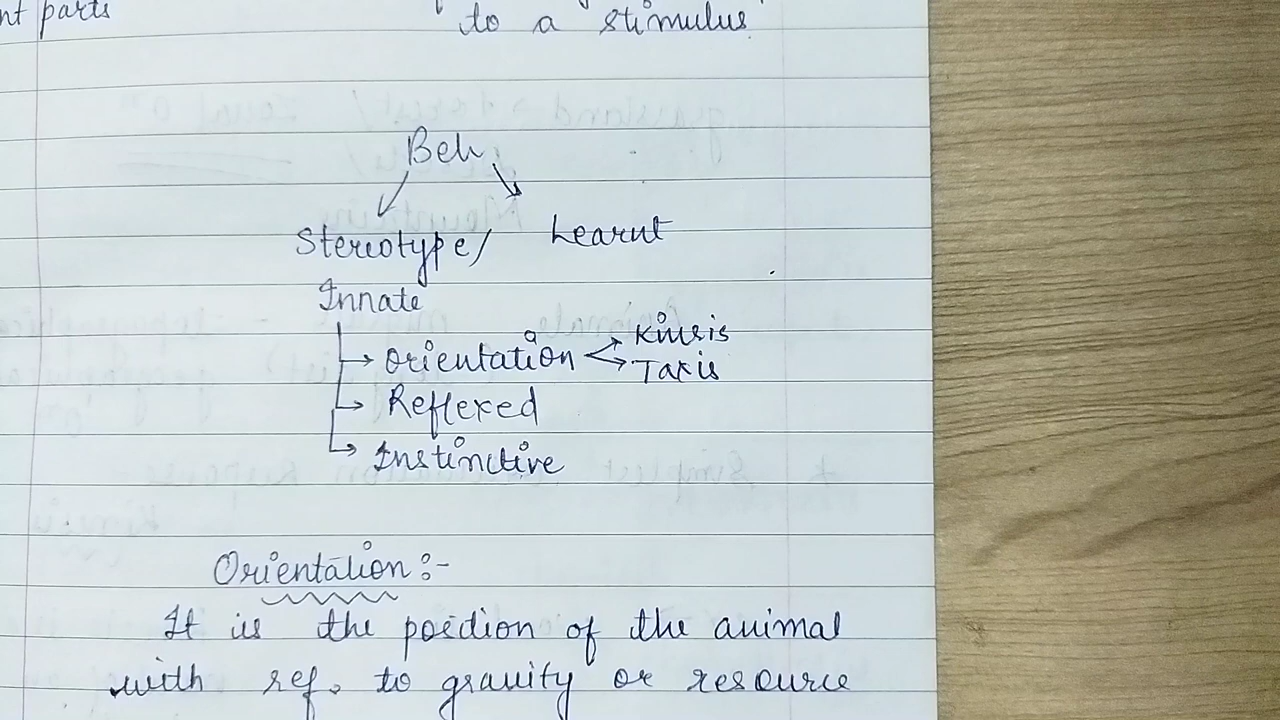 nt parts
to a stimulus
Beh.
Stereotype/ Learnt
Innate
Orientation Kinesis
Taxis
Reflexed
Instinctive
Orientation :-
It is the position of the animal
with ref. to gravity or resource